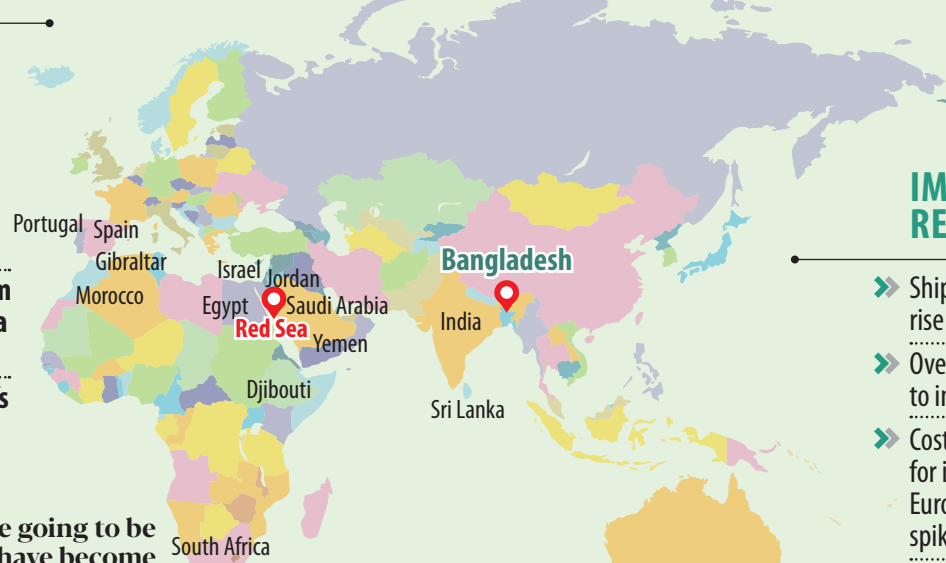 Portugal
Spain
Gibraltar
Morocco
Israel
Jordan
Egypt
Saudi Arabia
Red Sea
Yemen
Djibouti
South Africa
Bangladesh
India
Sri Lanka
e going to be
have become
IM
RE
Ship
rise
Ove
to in
Cost
for i
Euro
spik
m
a
s